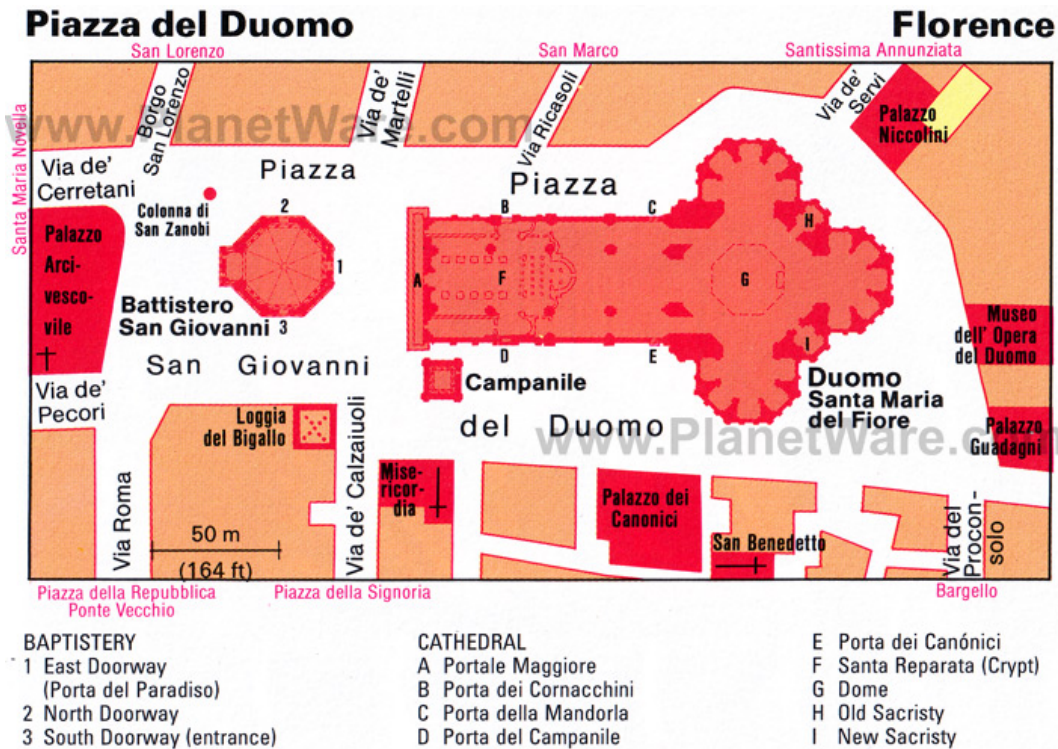 Piazza del Duomo
Florence
San Lorenzo
San Marco
Santissima Annunziata
Santa Maria Novella
www.PlanetWare.com
Borgo
San Lorenzo
Via de'
Martelli
Via Ricasoli
Via de'
Servi
Palazzo
Niccolini
Via de'
Cerretani
Piazza
Piazza
Colonna di
San Zanobi
2
1
3
B
C
H
A
F
G
D
E
I
Palazzo
Arci-
vesco-
vile
Battistero
San Giovanni
San Giovanni
Museo
dell' Opera
del Duomo
Via de'
Pecori
Campanile
Duomo
Santa Maria
del Fiore
Loggia
del Bigallo
del Duomo
www.PlanetWare.com
Palazzo
Guadagni
Via Roma
Via de' Calzaiuoli
Mise-
ricor-
dia
Palazzo dei
Canonici
San Benedetto
Via del
Procon-
solo
50 m
(164 ft)
Piazza della Repubblica
Ponte Vecchio
Piazza della Signoria
Bargello
BAPTISTERY
1 East Doorway
(Porta del Paradiso)
2 North Doorway
3 South Doorway (entrance)
CATHEDRAL
A Portale Maggiore
B Porta dei Cornacchini
C Porta della Mandorla
D Porta del Campanile
E Porta dei Canónici
F Santa Reparata (Crypt)
G Dome
H Old Sacristy
I New Sacristy